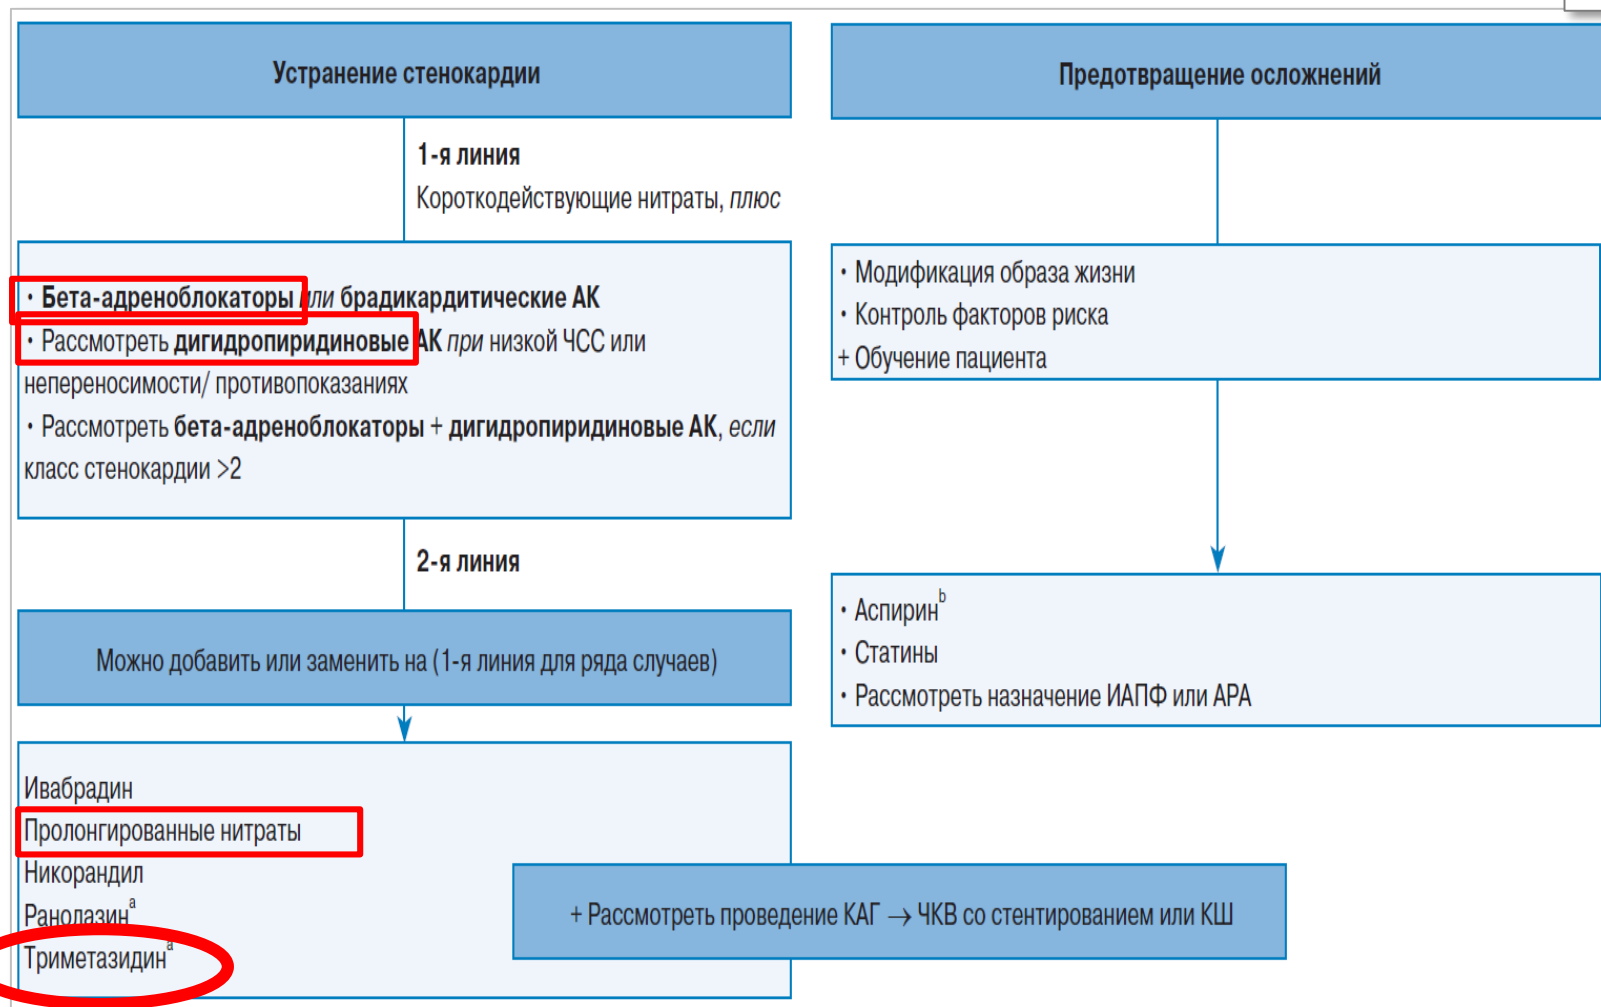 Устранение стенокардии
1-я линия
Короткодействующие нитраты, плюс
· Бета-адреноблокаторы или брадикардитические АК
· Рассмотреть дигидропиридиновые АК при низкой ЧСС или
непереносимости/ противопоказаниях
· Рассмотреть бета-адреноблокаторы + дигидропиридиновые АК, если
класс стенокардии >2
2-я линия
Можно добавить или заменить на (1-я линия для ряда случаев)
Ивабрадин
Пролонгированные нитраты
Никорандил
Ранолазинᵃ
Триметазидинᵃ
+ Рассмотреть проведение КАГ → ЧКВ со стентированием или КШ
Предотвращение осложнений
· Модификация образа жизни
· Контроль факторов риска
+ Обучение пациента
· Аспиринᵇ
· Статины
· Рассмотреть назначение ИАПФ или АРА